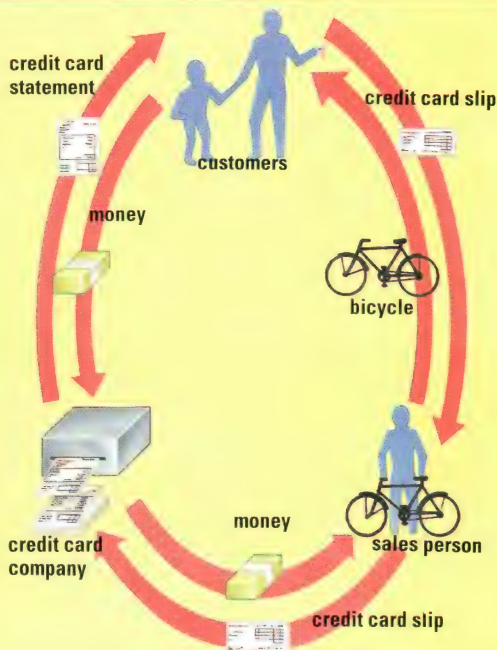 credit card
statement
credit card slip
customers
money
bicycle
money
sales person
credit card
company
credit card slip